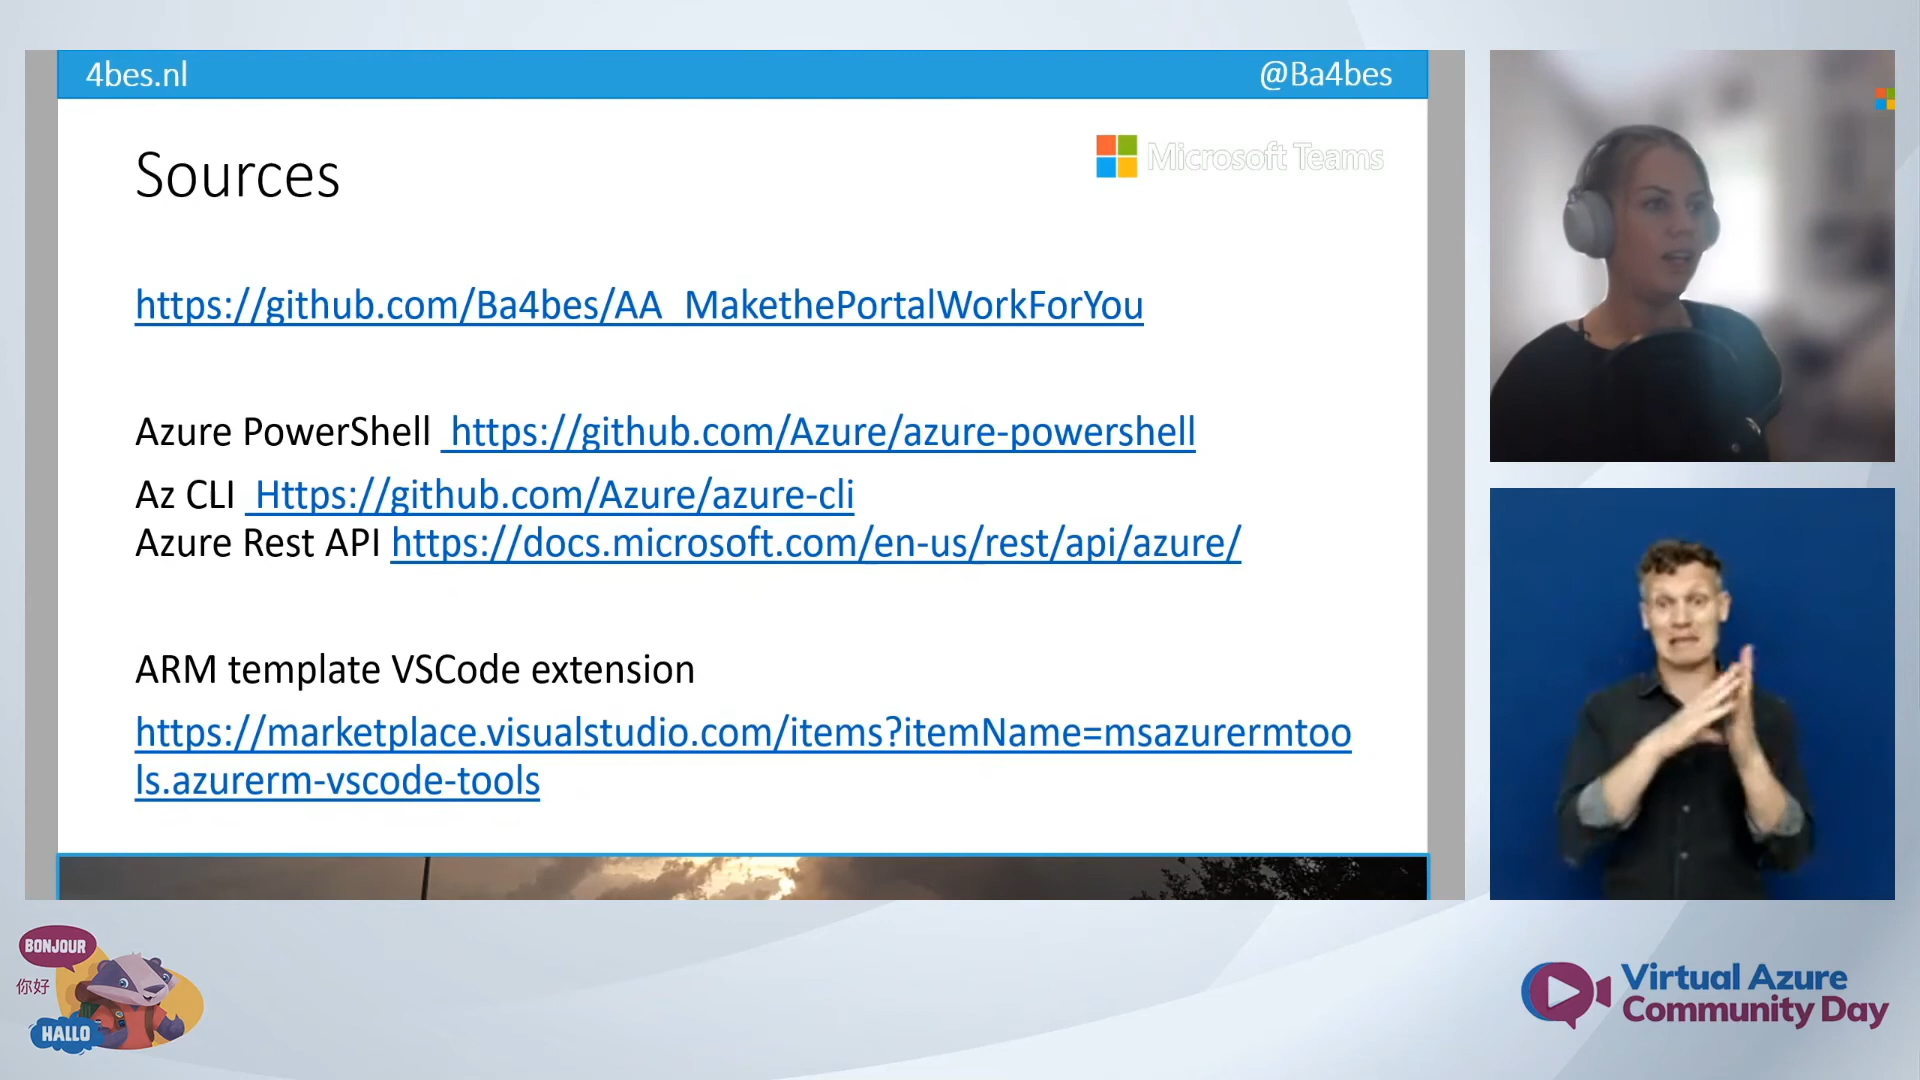 4bes.nl
@Ba4bes
Sources
Microsoft Teams
https://github.com/Ba4bes/AA_MakethePortalWorkForYou
Azure PowerShell https://github.com/Azure/azure-powershell
Az CLI Https://github.com/Azure/azure-cli
Azure Rest API https://docs.microsoft.com/en-us/rest/api/azure/
ARM template VSCode extension
https://marketplace.visualstudio.com/items?itemName=msazurermtoo
ls.azurerm-vscode-tools
BONJOUR
你好
HALLO
Virtual Azure
Community Day